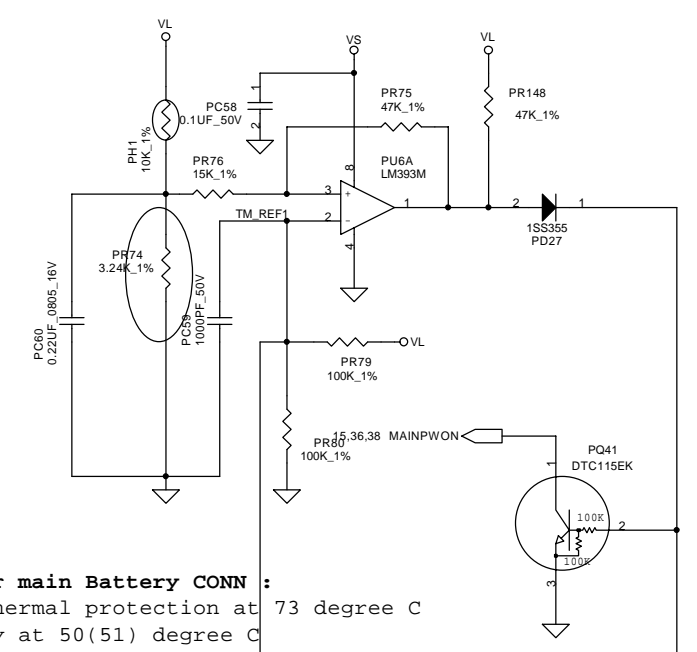 VL
VS
VL
PH1
10K_1%
PC58
0.1UF_50V
1
2
PR75
47K_1%
PR148
47K_1%
PR76
15K_1%
PU6A
LM393M
8
3
+
2
-
1
4
TM_REF1
2
1
1SS355
PD27
PR74
3.24K_1%
PC60
0.22UF_0805_16V
PC59
1000PF_50V
PR79
100K_1%
VL
PR80
100K_1%
15,36,38 MAINPWON
PQ41
DTC115EK
1
100K
2
100K
3
main Battery CONN :
thermal protection at 73 degree C
at 50(51) degree C